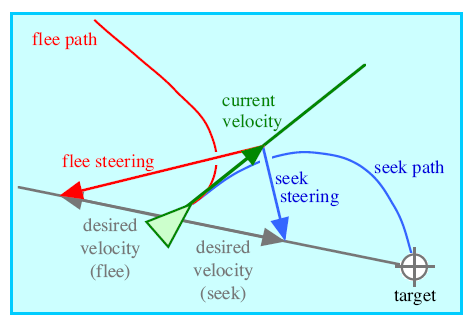 flee path
current
velocity
flee steering
seek path
seek
steering
desired
velocity
(flee)
desired
velocity
(seek)
target